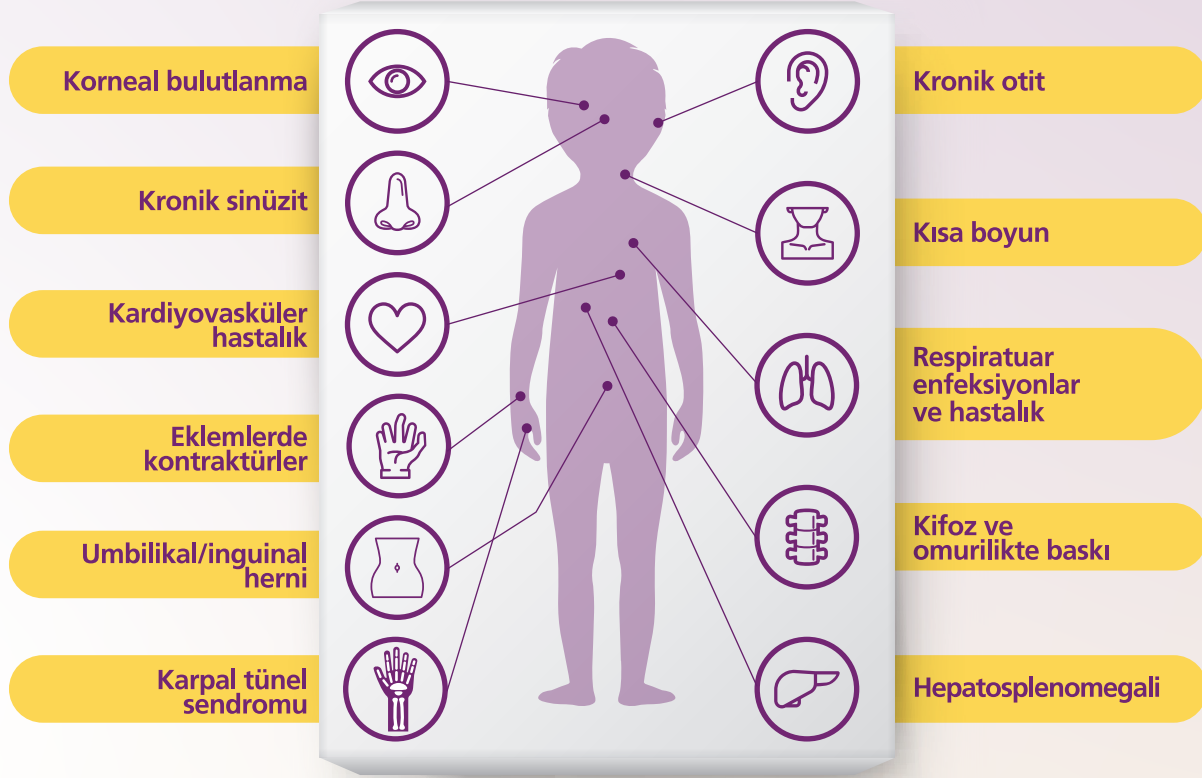 Korneal bulutlanma
Kronik sinüzit
Kardiyovasküler
hastalık
Eklemlerde
kontraktürler
Umbilikal/inguinal
herni
Karpal tünel
sendromu
Kronik otit
Kısa boyun
Respiratuar
enfeksiyonlar
ve hastalık
Kifoz ve
omurilikte baskı
Hepatosplenomegali